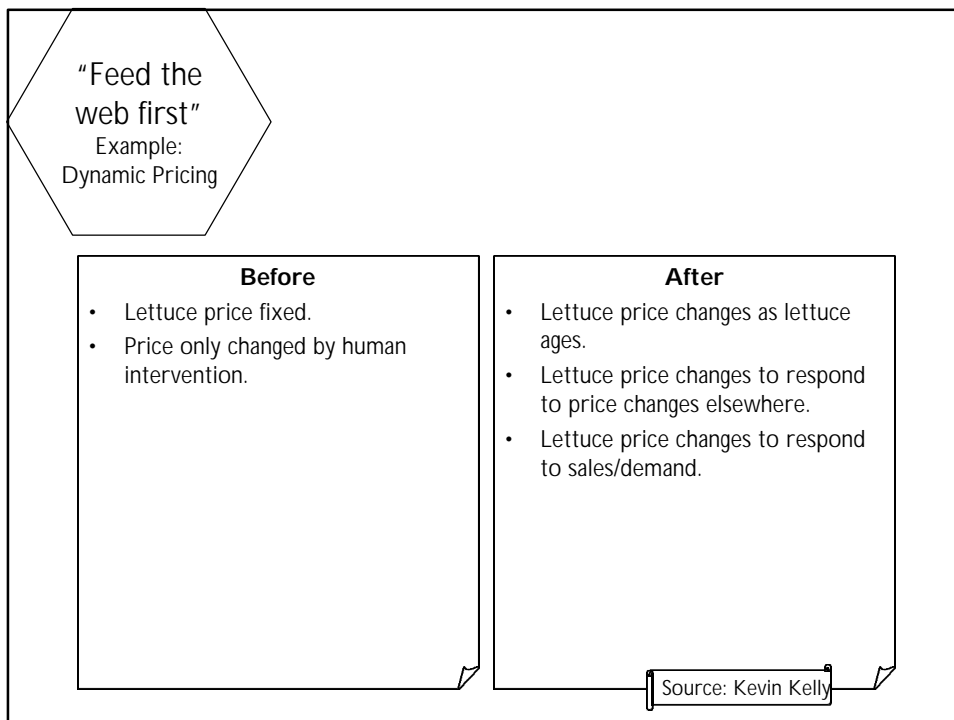 “Feed the
web first”
Example:
Dynamic Pricing
Before
• Lettuce price fixed.
• Price only changed by human
intervention.
After
• Lettuce price changes as lettuce
ages.
• Lettuce price changes to respond
to price changes elsewhere.
• Lettuce price changes to respond
to sales/demand.
Source: Kevin Kelly